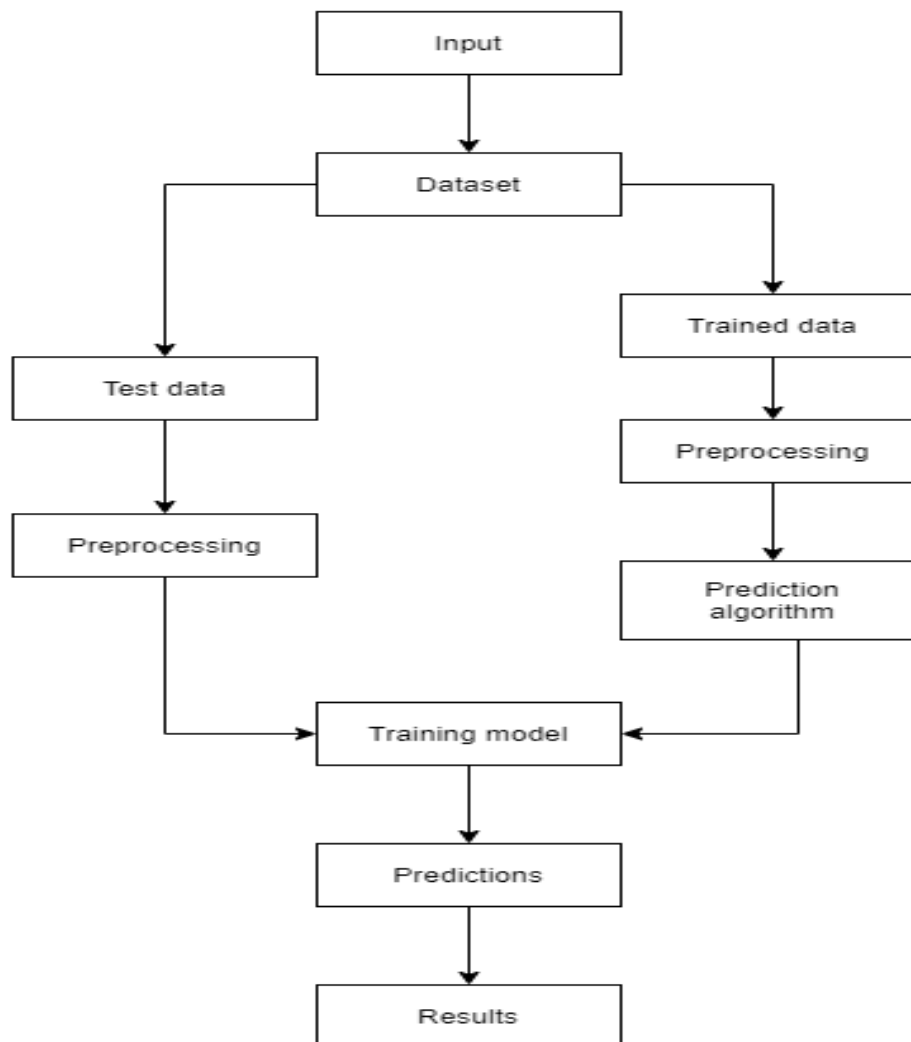 Input
Dataset
Trained data
Test data
Preprocessing
Preprocessing
Prediction
algorithm
Training model
Predictions
Results